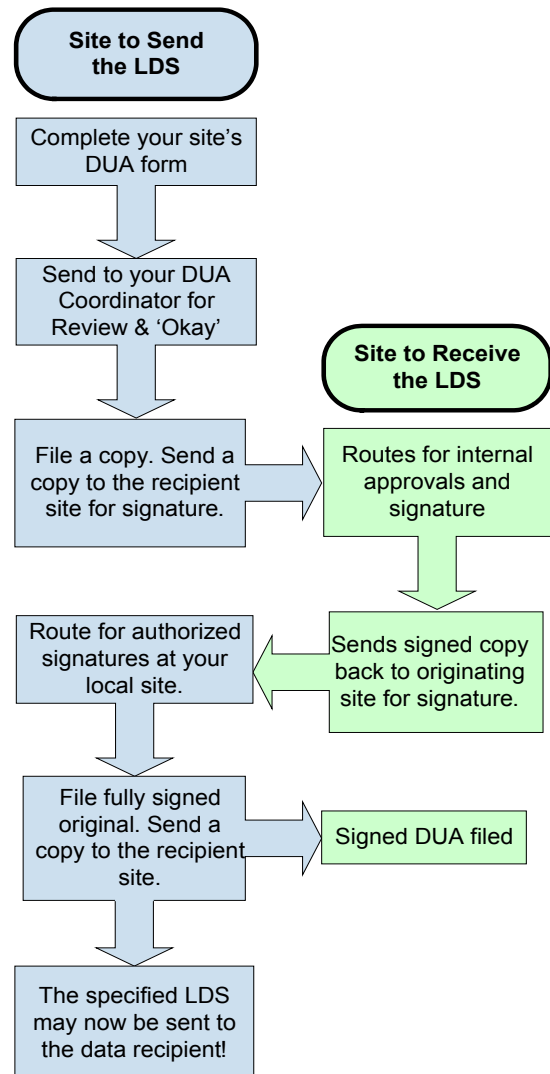 Site to Send
the LDS
Complete your site’s
DUA form
Send to your DUA
Coordinator for
Review & ‘Okay’
Site to Receive
the LDS
File a copy. Send a
copy to the recipient
site for signature.
Routes for internal
approvals and
signature
Route for authorized
signatures at your
local site.
Sends signed copy
back to originating
site for signature.
File fully signed
original. Send a
copy to the recipient
site.
Signed DUA filed
The specified LDS
may now be sent to
the data recipient!